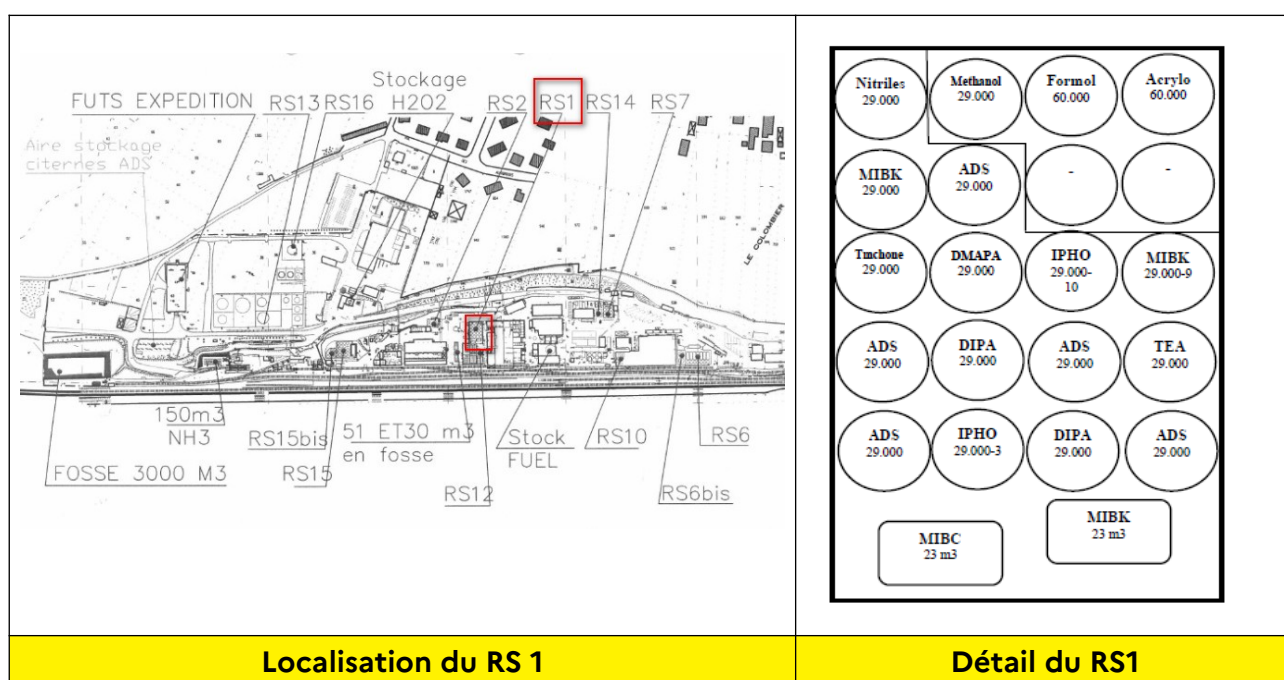 Stockage
FUTS EXPEDITION RS13 RS16 H2O2 RS2 RS1 RS14 RS7
Aire stockage
citernes ADS
LE COLOMBIER
150m3
NH3
RS15bis
51 ET30 m3
en fosse
Stock
FUEL
RS10
RS6
FOSSE 3000 M3
RS15
RS12
RS6bis
Localisation du RS 1
Nitriles
29.000
Methanol
29.000
Formol
60.000
Acrylo
60.000
MIBK
29.000
ADS
29.000
-
-
Tmchone
29.000
DMAPA
29.000
IPHO
29.000-
10
MIBK
29.000-9
ADS
29.000
DIPA
29.000
ADS
29.000
TEA
29.000
ADS
29.000
IPHO
29.000-3
DIPA
29.000
ADS
29.000
MIBC
23 m3
MIBK
23 m3
Détail du RS1